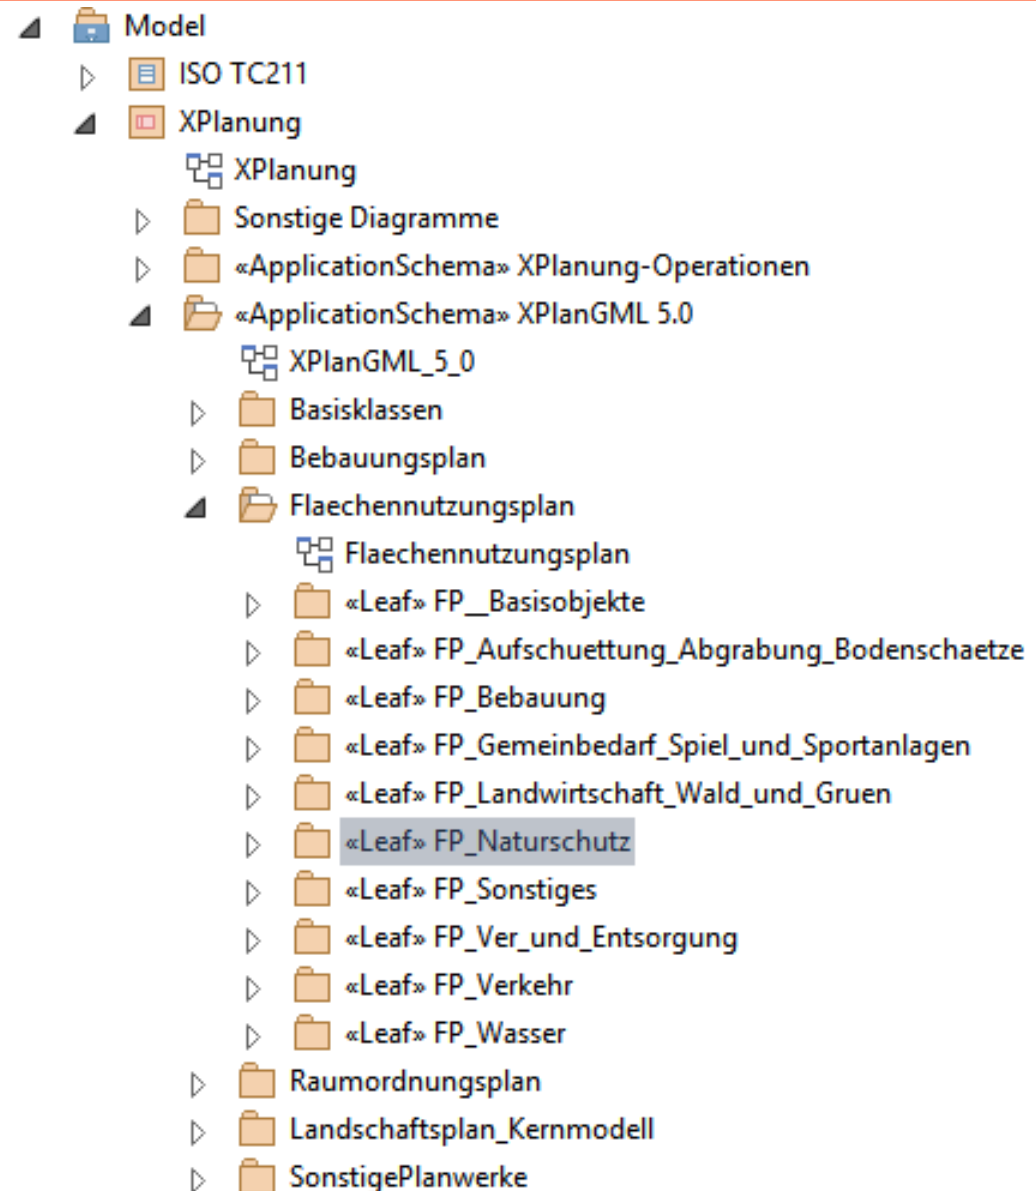 Model
ISO TC211
XPlanung
XPlanung
Sonstige Diagramme
«ApplicationSchema» XPlanung-Operationen
«ApplicationSchema» XPlanGML 5.0
XPlanGML_5_0
Basisklassen
Bebauungsplan
Flaechennutzungsplan
Flaechennutzungsplan
«Leaf» FP__Basisobjekte
«Leaf» FP_Aufschuettung_Abgrabung_Bodenschaetze
«Leaf» FP_Bebauung
«Leaf» FP_Gemeinbedarf_Spiel_und_Sportanlagen
«Leaf» FP_Landwirtschaft_Wald_und_Gruen
«Leaf» FP_Naturschutz
«Leaf» FP_Sonstiges
«Leaf» FP_Ver_und_Entsorgung
«Leaf» FP_Verkehr
«Leaf» FP_Wasser
Raumordnungsplan
Landschaftsplan_Kernmodell
SonstigePlanwerke